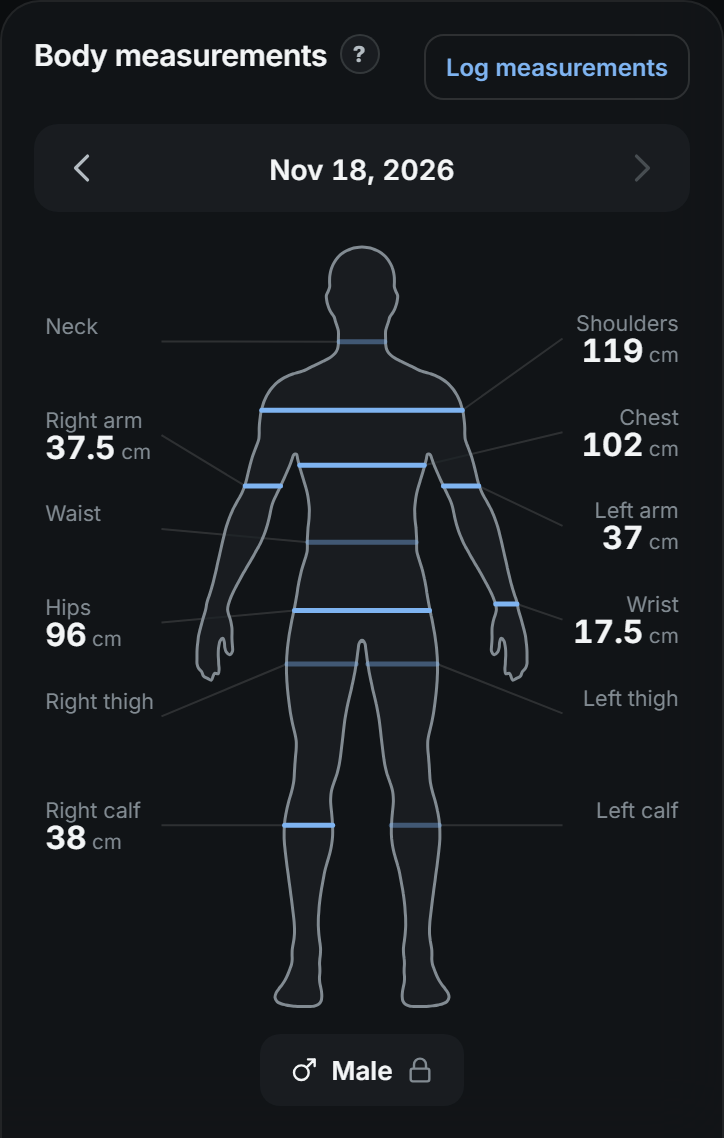 Body measurements ?
Log measurements
Nov 18, 2026
Neck
Shoulders
119 cm
Right arm
37.5 cm
Chest
102 cm
Waist
Left arm
37 cm
Hips
96 cm
Wrist
17.5 cm
Right thigh
Left thigh
Right calf
38 cm
Left calf
Male